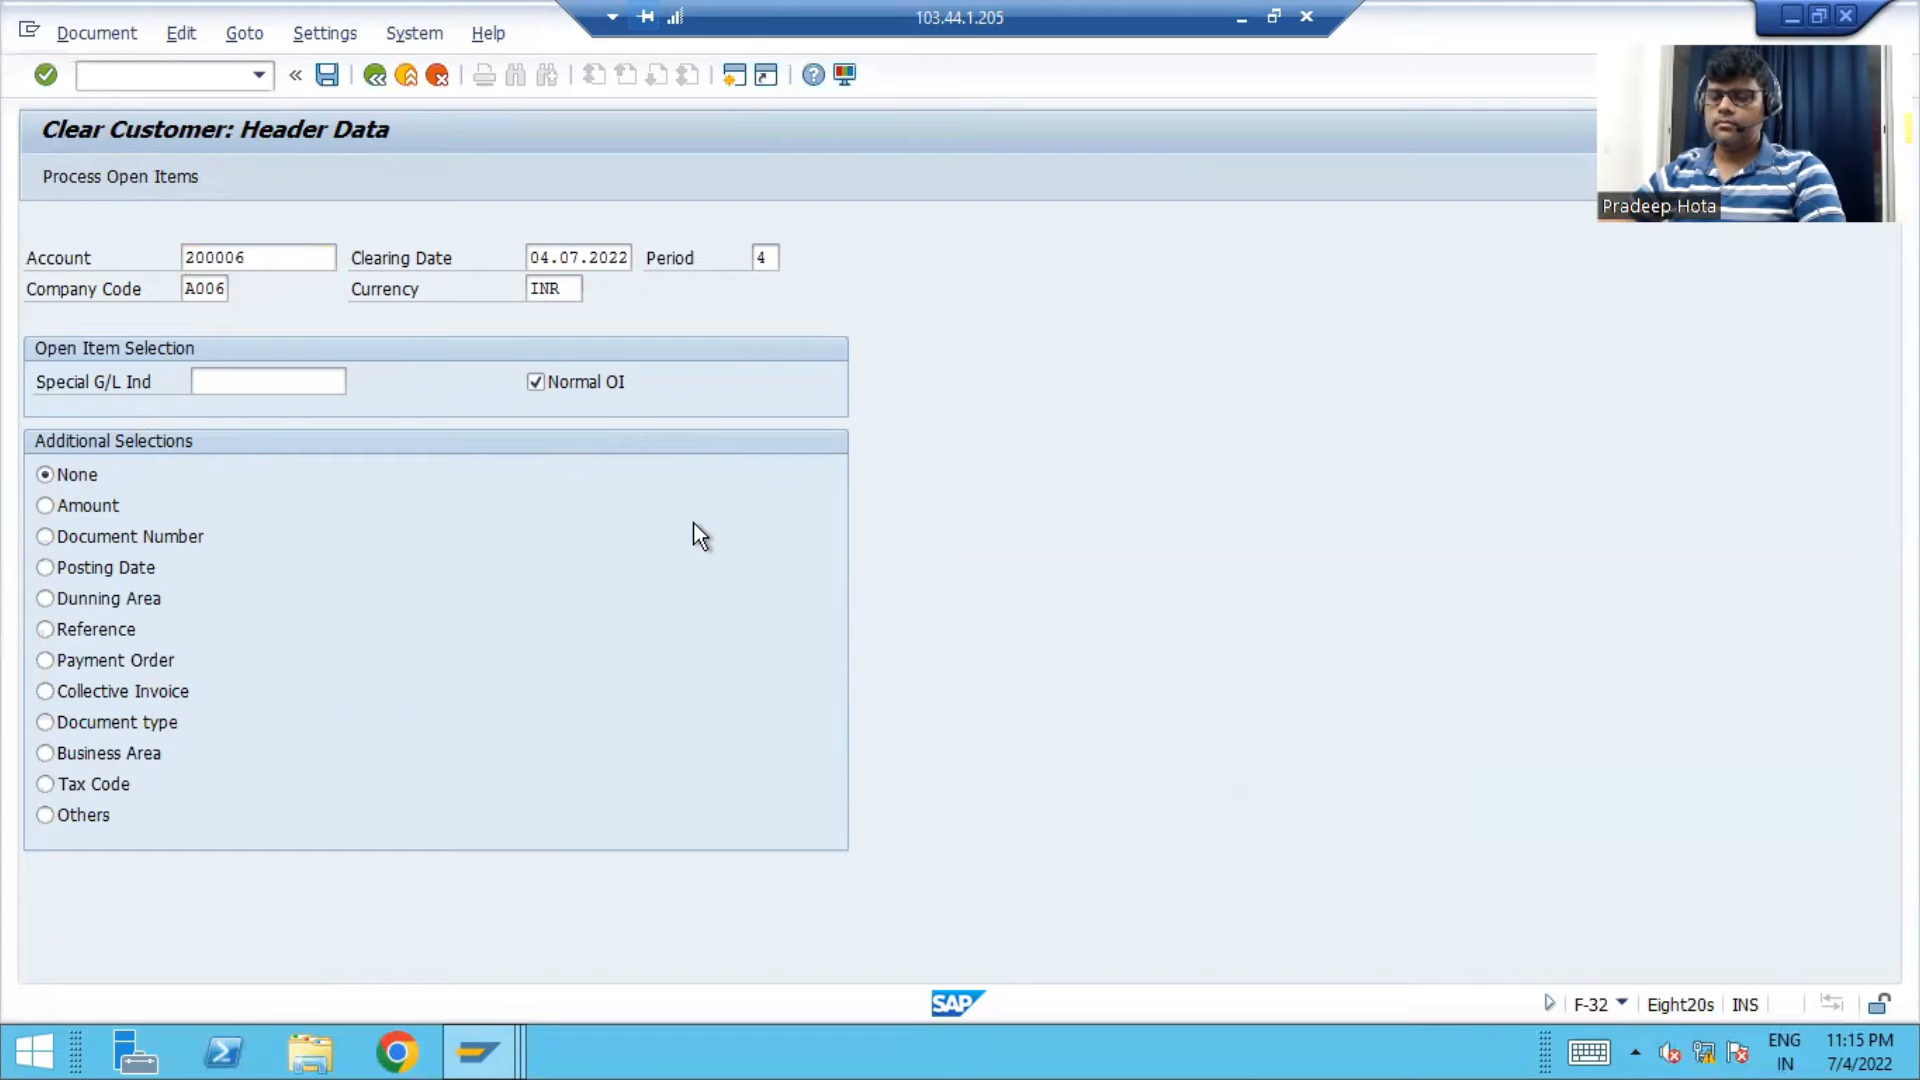 103.44.1.205
Document Edit Goto Settings System Help
Clear Customer: Header Data
Process Open Items
Pradeep Hota
Account 200006 Clearing Date 04.07.2022 Period 4
Company Code A006 Currency INR
Open Item Selection
Special G/L Ind Normal OI
Additional Selections
None
Amount
Document Number
Posting Date
Dunning Area
Reference
Payment Order
Collective Invoice
Document type
Business Area
Tax Code
Others
SAP
F-32 Eight20s INS
ENG 11:15 PM
IN 7/4/2022